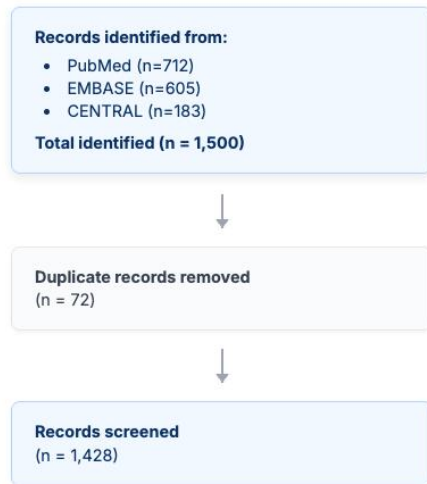 Records identified from:
• PubMed (n=712)
• EMBASE (n=605)
• CENTRAL (n=183)
Total identified (n = 1,500)
Duplicate records removed
(n = 72)
Records screened
(n = 1,428)